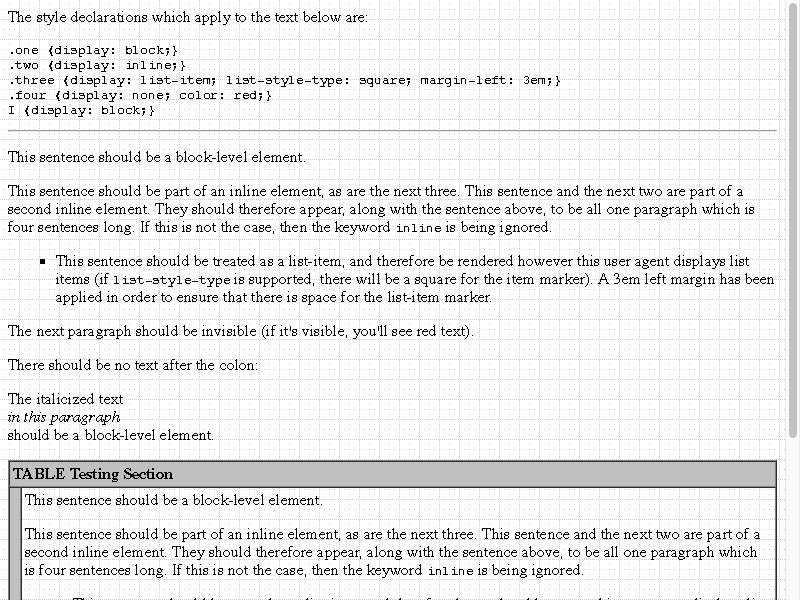 The style declarations which apply to the text below are:
.one {display: block;}
.two {display: inline;}
.three {display: list-item; list-style-type: square; margin-left: 3em;}
.four {display: none; color: red;}
I {display: block;}
This sentence should be a block-level element.
This sentence should be part of an inline element, as are the next three. This sentence and the next two are part of a
second inline element. They should therefore appear, along with the sentence above, to be all one paragraph which is
four sentences long. If this is not the case, then the keyword inline is being ignored.
This sentence should be treated as a list-item, and therefore be rendered however this user agent displays list
items (if list-style-type is supported, there will be a square for the item marker). A 3em left margin has been
applied in order to ensure that there is space for the list-item marker.
The next paragraph should be invisible (if it's visible, you'll see red text).
There should be no text after the colon:
The italicized text
in this paragraph
should be a block-level element.
TABLE Testing Section
This sentence should be a block-level element.
This sentence should be part of an inline element, as are the next three. This sentence and the next two are part of a
second inline element. They should therefore appear, along with the sentence above, to be all one paragraph which
is four sentences long. If this is not the case, then the keyword inline is being ignored.